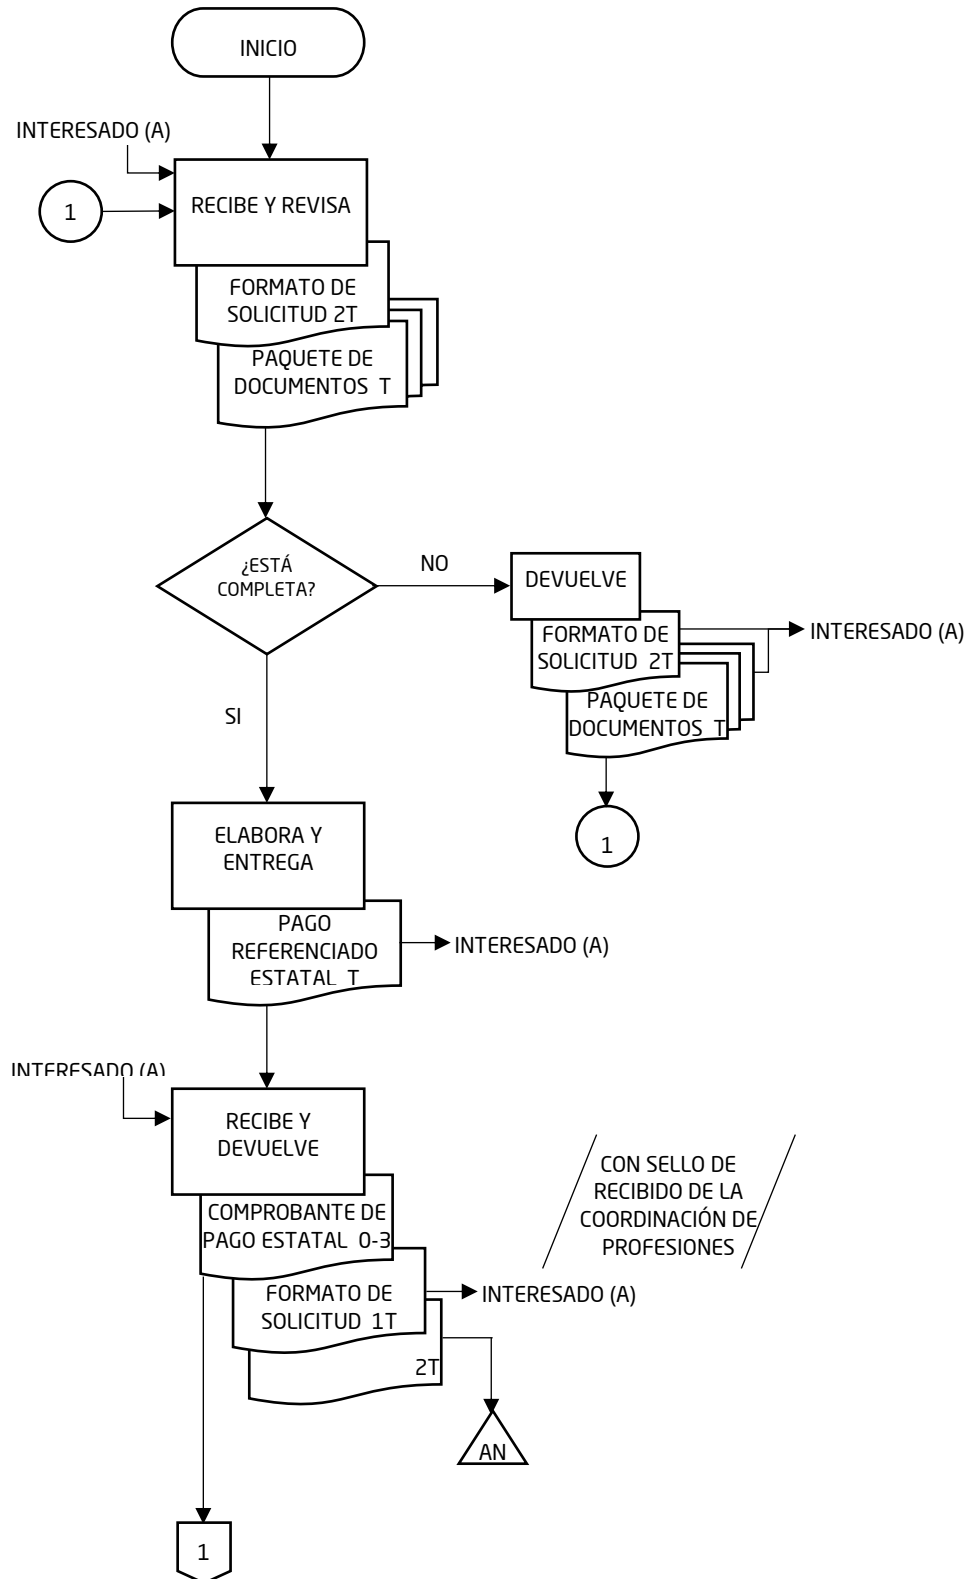 INICIO
INTERESADO (A)
1
RECIBE Y REVISA
FORMATO DE
SOLICITUD 2T
PAQUETE DE
DOCUMENTOS T
¿ESTÁ
COMPLETA?
NO
DEVUELVE
FORMATO DE
SOLICITUD 2T
INTERESADO (A)
PAQUETE DE
DOCUMENTOS T
1
SI
ELABORA Y
ENTREGA
PAGO
REFERENCIADO
ESTATAL T
INTERESADO (A)
INTERESADO (A)
RECIBE Y
DEVUELVE
CON SELLO DE
RECIBIDO DE LA
COORDINACIÓN DE
PROFESIONES
COMPROBANTE DE
PAGO ESTATAL 0-3
FORMATO DE
SOLICITUD 1T
INTERESADO (A)
2T
AN
1